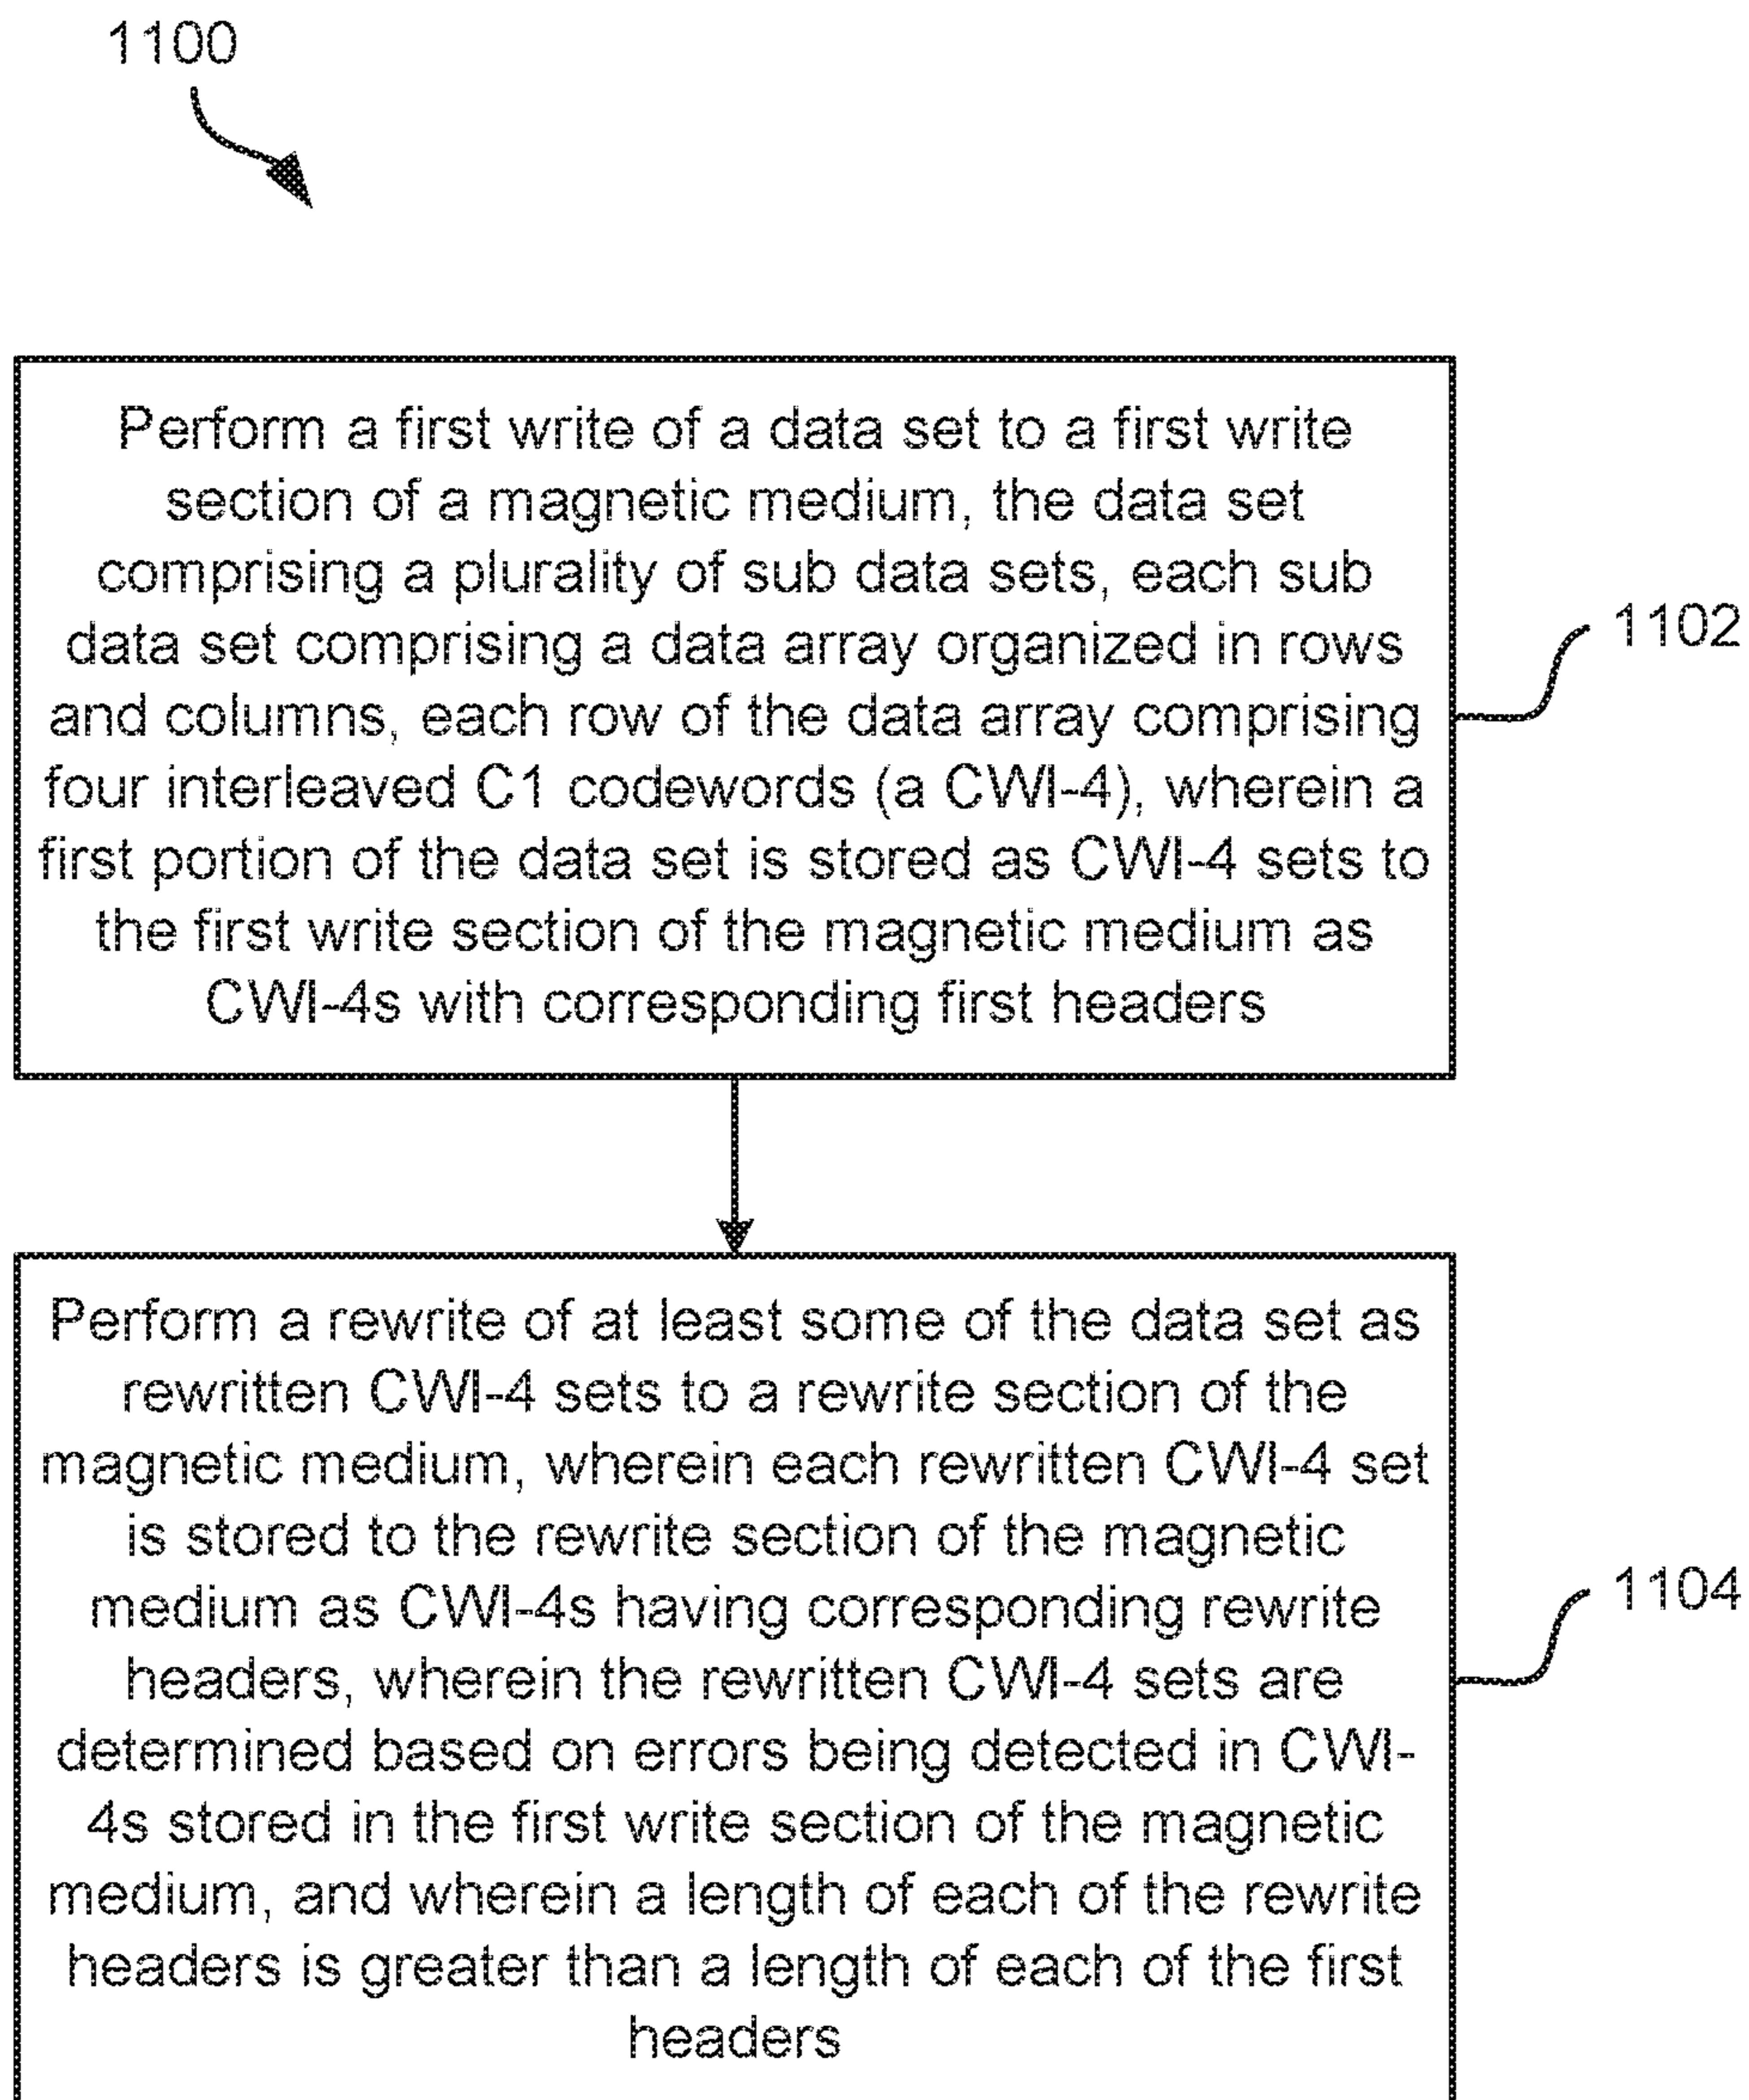 1100
Perform a first write of a data set to a first write
section of a magnetic medium, the data set
comprising a plurality of sub data sets, each sub
data set comprising a data array organized in rows
and columns, each row of the data array comprising
four interleaved C1 codewords (a CWI-4), wherein a
first portion of the data set is stored as CWI-4 sets to
the first write section of the magnetic medium as
CWI-4s with corresponding first headers
1102
Perform a rewrite of at least some of the data set as
rewritten CWI-4 sets to a rewrite section of the
magnetic medium, wherein each rewritten CWI-4 set
is stored to the rewrite section of the magnetic
medium as CWI-4s having corresponding rewrite
headers, wherein the rewritten CWI-4 sets are
determined based on errors being detected in CWI-
4s stored in the first write section of the magnetic
medium, and wherein a length of each of the rewrite
headers is greater than a length of each of the first
headers
1104